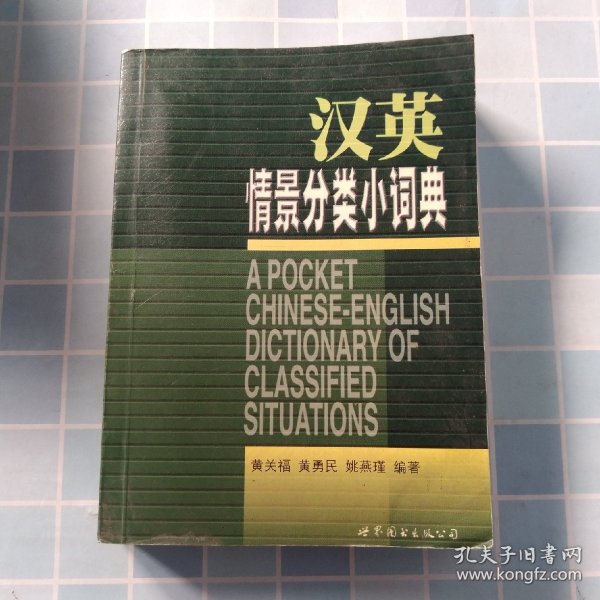 汉英
情景分类小词典
A POCKET
CHINESE-ENGLISH
DICTIONARY OF
CLASSIFIED
SITUATIONS
黄关福 黄勇民 姚燕瑾 编著
世界图书出版公司
孔夫子旧书网
www.kongfz.com